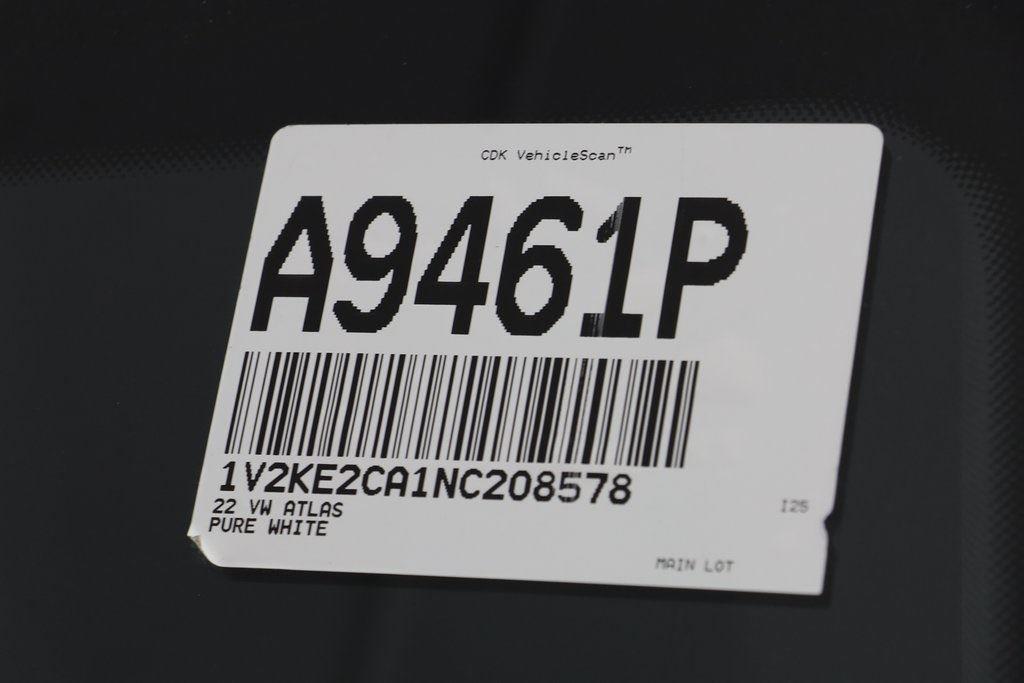 CDK VehicleScan™
A9461P
1V2KE2CA1NC208578
22 VW ATLAS
PURE WHITE
I25
MAIN LOT